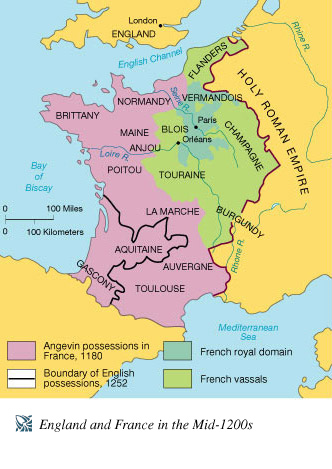 London
ENGLAND
English Channel
FLANDERS
Rhine R.
HOLY ROMAN EMPIRE
NORMANDY
Seine R.
VERMANDOIS
BRITTANY
Paris
CHAMPAGNE
MAINE
BLOIS
Orléans
ANJOU
Loire R.
POITOU
TOURAINE
Bay
of
Biscay
0 100 Miles
0 100 Kilometers
LA MARCHE
BURGUNDY
AQUITAINE
Rhone R.
AUVERGNE
GASCONY
TOULOUSE
Mediterranean
Sea
Angevin possessions in
France, 1180
Boundary of English
possessions, 1252
French royal domain
French vassals
England and France in the Mid-1200s